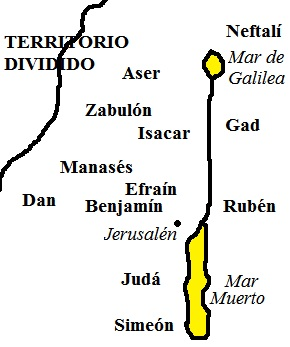 Neftalí
TERRITORIO
DIVIDIDO
Mar de
Galilea
Aser
Zabulón
Isacar
Gad
Manasés
Efraín
Dan
Benjamín
Rubén
Jerusalén
Judá
Mar
Muerto
Simeón